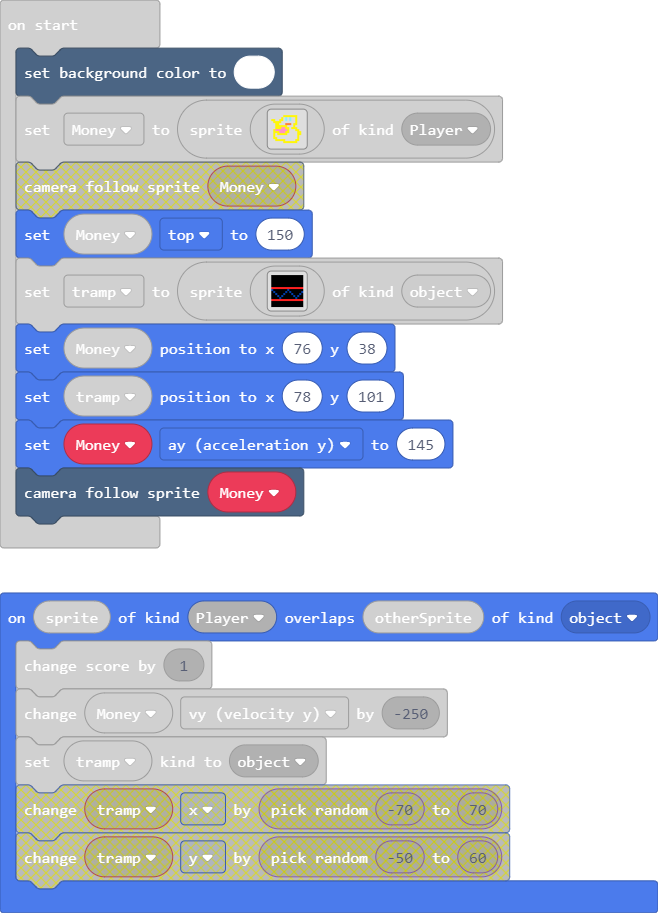 on start
set background color to
set Money to sprite of kind Player
camera follow sprite Money
set Money top to 150
set tramp to sprite of kind object
set Money position to x 76 y 38
set tramp position to x 78 y 101
set Money ay (acceleration y) to 145
camera follow sprite Money
on sprite of kind Player overlaps otherSprite of kind object
change score by 1
change Money vy (velocity y) by -250
set tramp kind to object
change tramp x by pick random -70 to 70
change tramp y by pick random -50 to 60